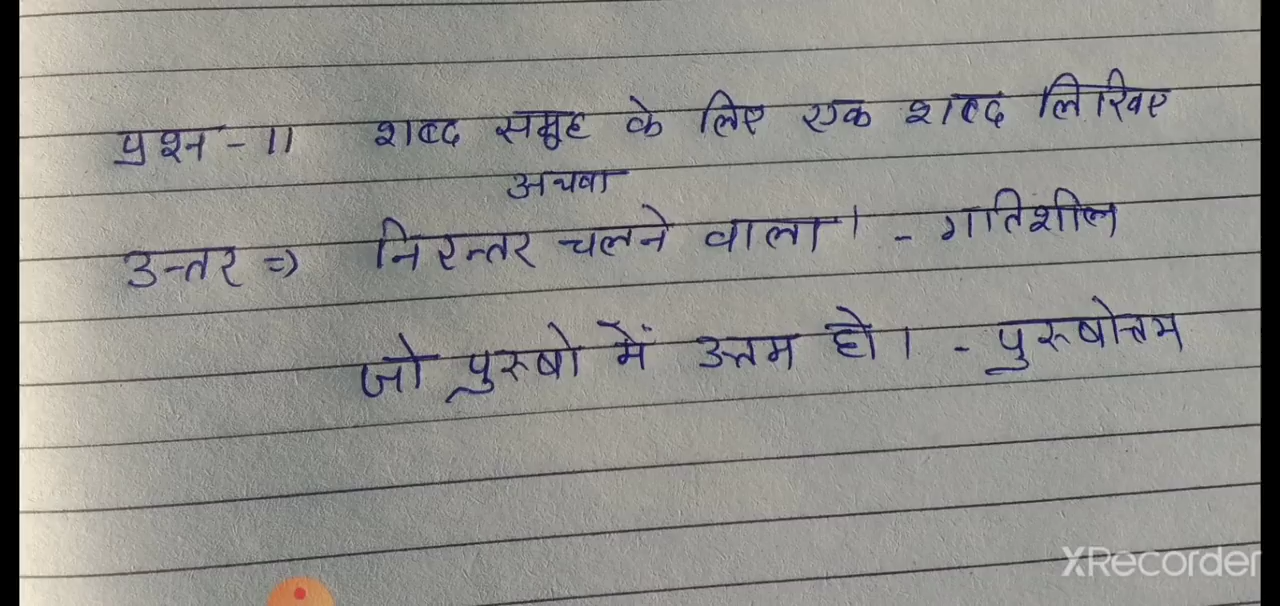 प्रश्न - 11 शब्द समूह के लिए एक शब्द लिखिए
अथवा
उत्तर => निरन्तर चलने वाला। - गतिशील
जो पुरुषो में उत्तम हो। - पुरुषोत्तम
XRecorder